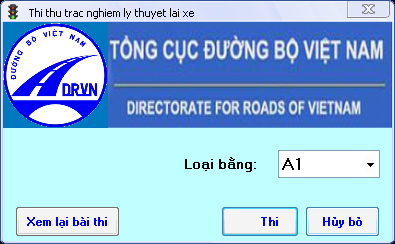 Thi thu trac nghiem ly thuyet lai xe
ĐƯỜNG BỘ VIỆT NAM
DRVN
TỔNG CỤC ĐƯỜNG BỘ VIỆT NAM
DIRECTORATE FOR ROADS OF VIETNAM
Loại bằng: A1
Xem lại bài thi Thi Hủy bỏ